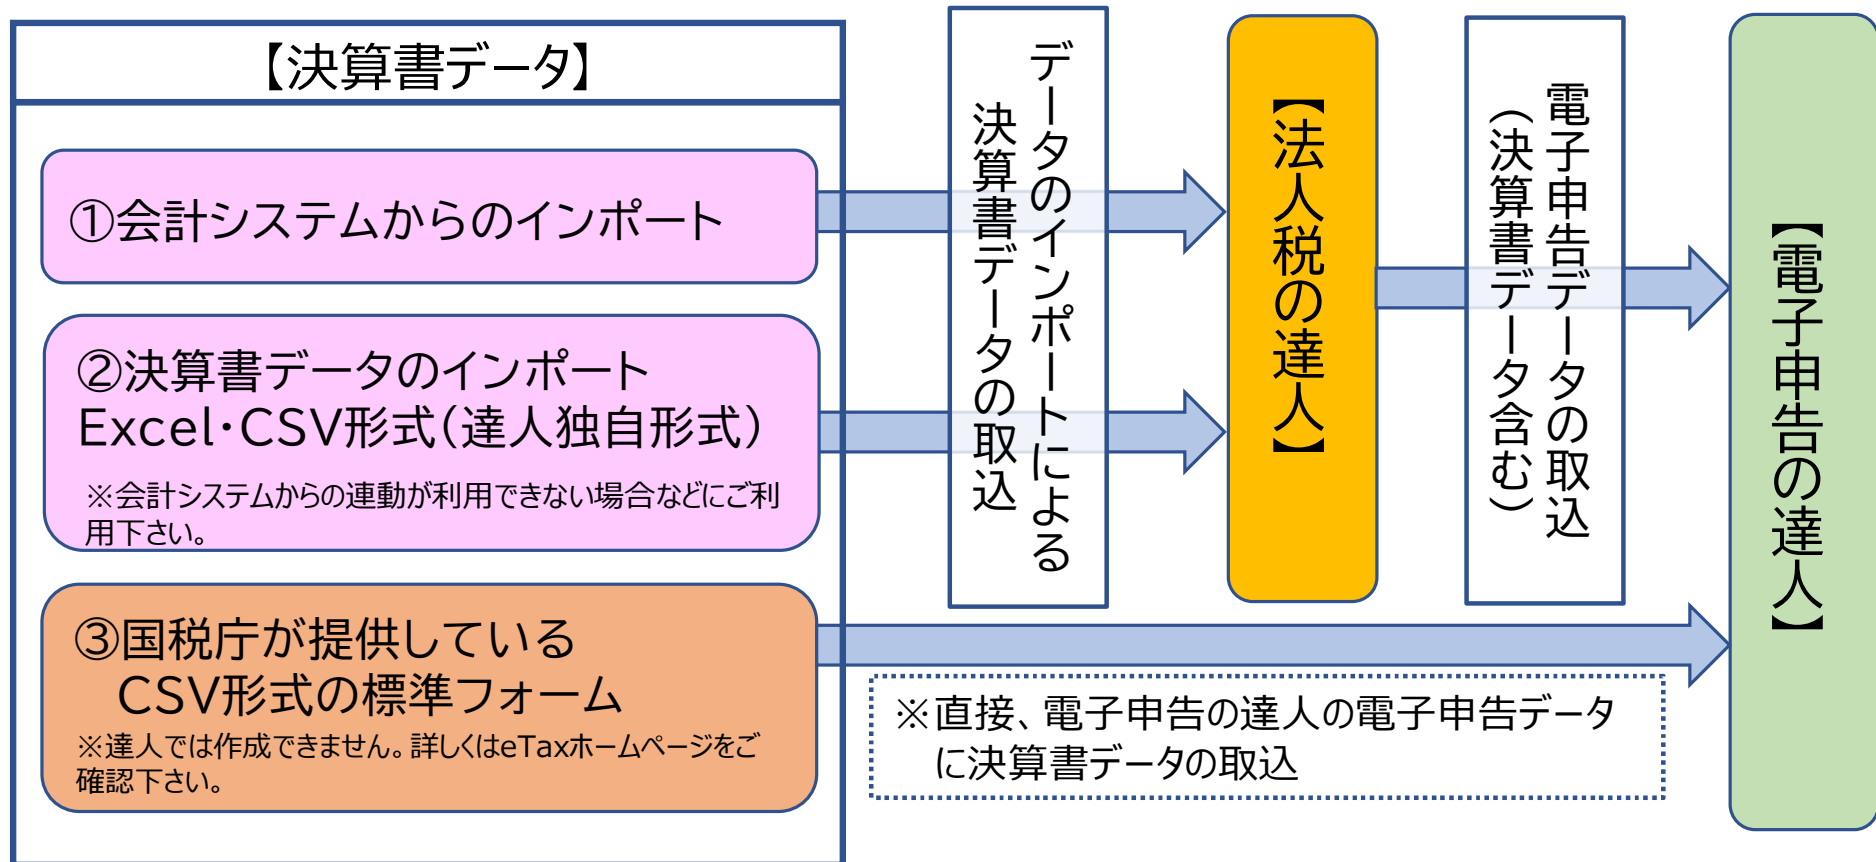 【決算書データ】
①会計システムからのインポート
②決算書データのインポート
Excel・CSV形式(達人独自形式)
※会計システムからの連動が利用できない場合などにご利
用下さい。
③国税庁が提供している
CSV形式の標準フォーム
※達人では作成できません。詳しくはeTaxホームページをご
確認下さい。
データのインポートによる
決算書データの取込
【法人税の達人】
電子申告データの取込
(決算書データ含む)
【電子申告の達人】
※直接、電子申告の達人の電子申告データ
に決算書データの取込